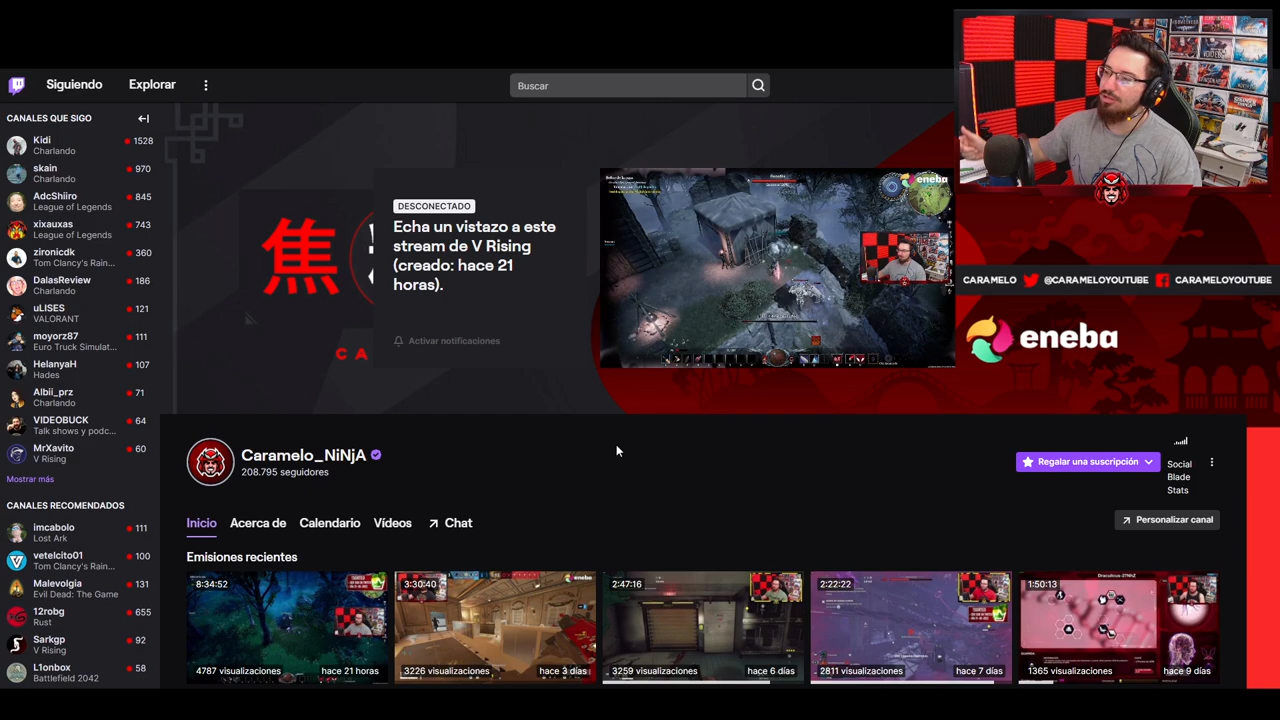 Siguiendo
Explorar
Buscar
CANALES QUE SIGO
Kidi
1528
Charlando
skain
970
Charlando
AdcShiiro
845
League of Legends
xixauxas
743
League of Legends
zironicdk
360
Tom Clancy's Rain...
DalasReview
186
Charlando
uLISES
121
VALORANT
moyorz87
111
Euro Truck Simulat...
HelanyaH
107
Hades
Albii_prz
71
Charlando
VIDEOBUCK
64
Talk shows y podc...
MrXavito
60
V Rising
Mostrar más
CANALES RECOMENDADOS
imcabolo
111
Lost Ark
vetelcito01
100
Tom Clancy's Rain...
Malevolgia
131
Evil Dead: The Game
12robg
655
Rust
Sarkgp
92
V Rising
L1onbox
58
Battlefield 2042
焦
CA
DESCONECTADO
Echa un vistazo a este
stream de V Rising
(creado: hace 21
horas).
Activar notificaciones
eneba
CARAMELO
@CARAMELOYOUTUBE
CARAMELOYOUTUBE
eneba
Caramelo_NiNjA
208.795 seguidores
Regalar una suscripción
Social
Blade
Stats
Inicio
Acerca de
Calendario
Vídeos
Chat
Personalizar canal
Emisiones recientes
8:34:52
4787 visualizaciones
hace 21 horas
3:30:40
eneba
3226 visualizaciones
hace 3 días
2:47:16
3259 visualizaciones
hace 6 días
2:22:22
2811 visualizaciones
hace 7 días
1:50:13
1365 visualizaciones
hace 9 días